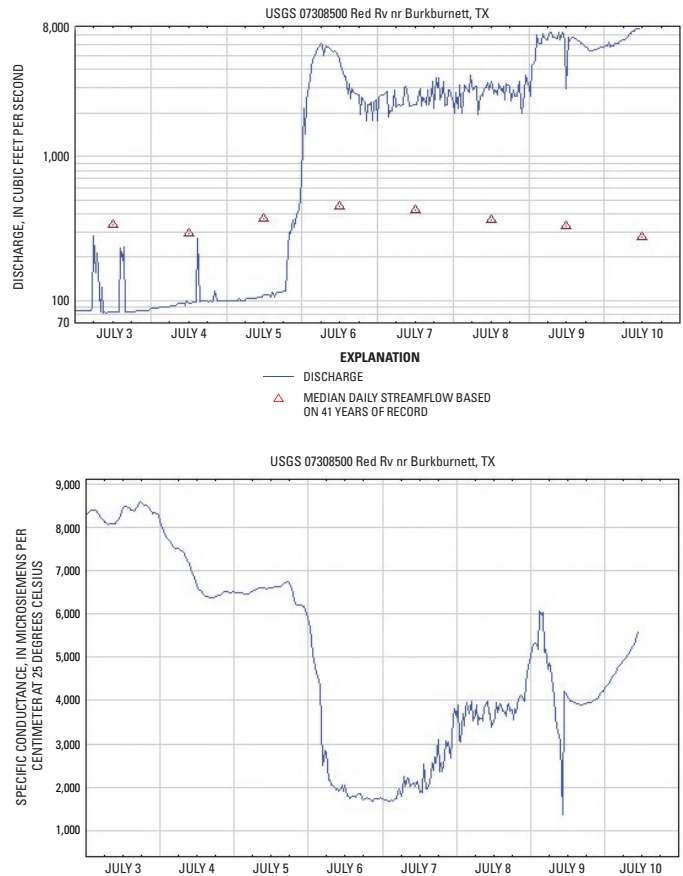 USGS 07308500 Red Rv nr Burkburnett, TX
DISCHARGE, IN CUBIC FEET PER SECOND
8,000
1,000
100
70
JULY 3 JULY 4 JULY 5 JULY 6 JULY 7 JULY 8 JULY 9 JULY 10
EXPLANATION
DISCHARGE
MEDIAN DAILY STREAMFLOW BASED
ON 41 YEARS OF RECORD
USGS 07308500 Red Rv nr Burkburnett, TX
SPECIFIC CONDUCTANCE, IN MICROSIEMENS PER
CENTIMETER AT 25 DEGREES CELSIUS
9,000
8,000
7,000
6,000
5,000
4,000
3,000
2,000
1,000
JULY 3 JULY 4 JULY 5 JULY 6 JULY 7 JULY 8 JULY 9 JULY 10